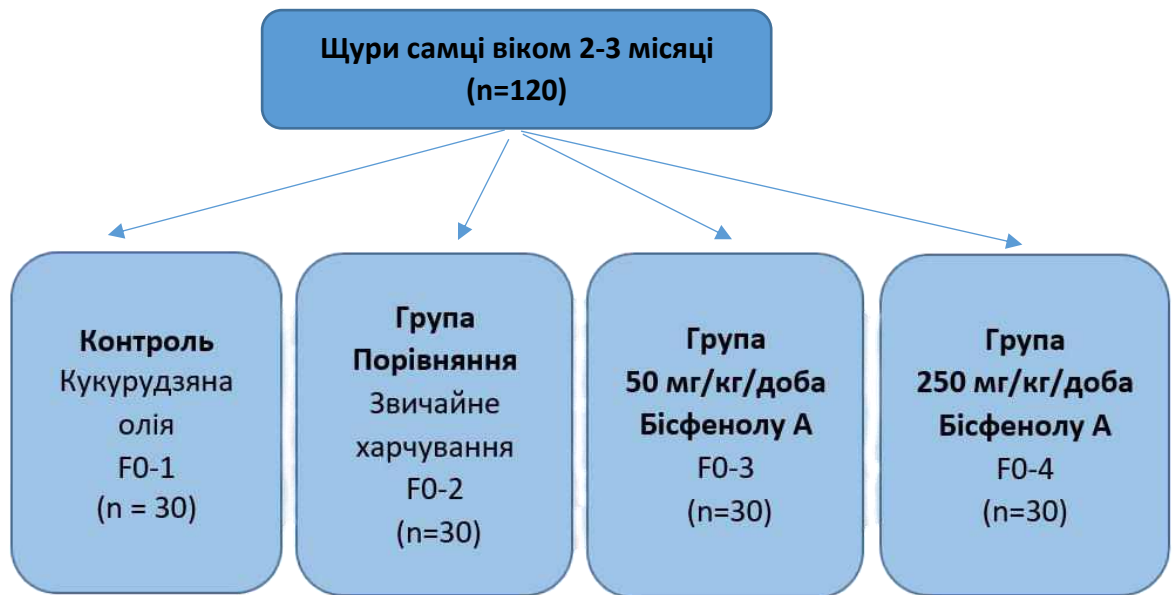 Щури самці віком 2-3 місяці
(n=120)
Контроль
Кукурудзяна
олія
F0-1
(n = 30)
Група
Порівняння
Звичайне
харчування
F0-2
(n=30)
Група
50 мг/кг/доба
Бісфенолу А
F0-3
(n=30)
Група
250 мг/кг/доба
Бісфенолу А
F0-4
(n=30)